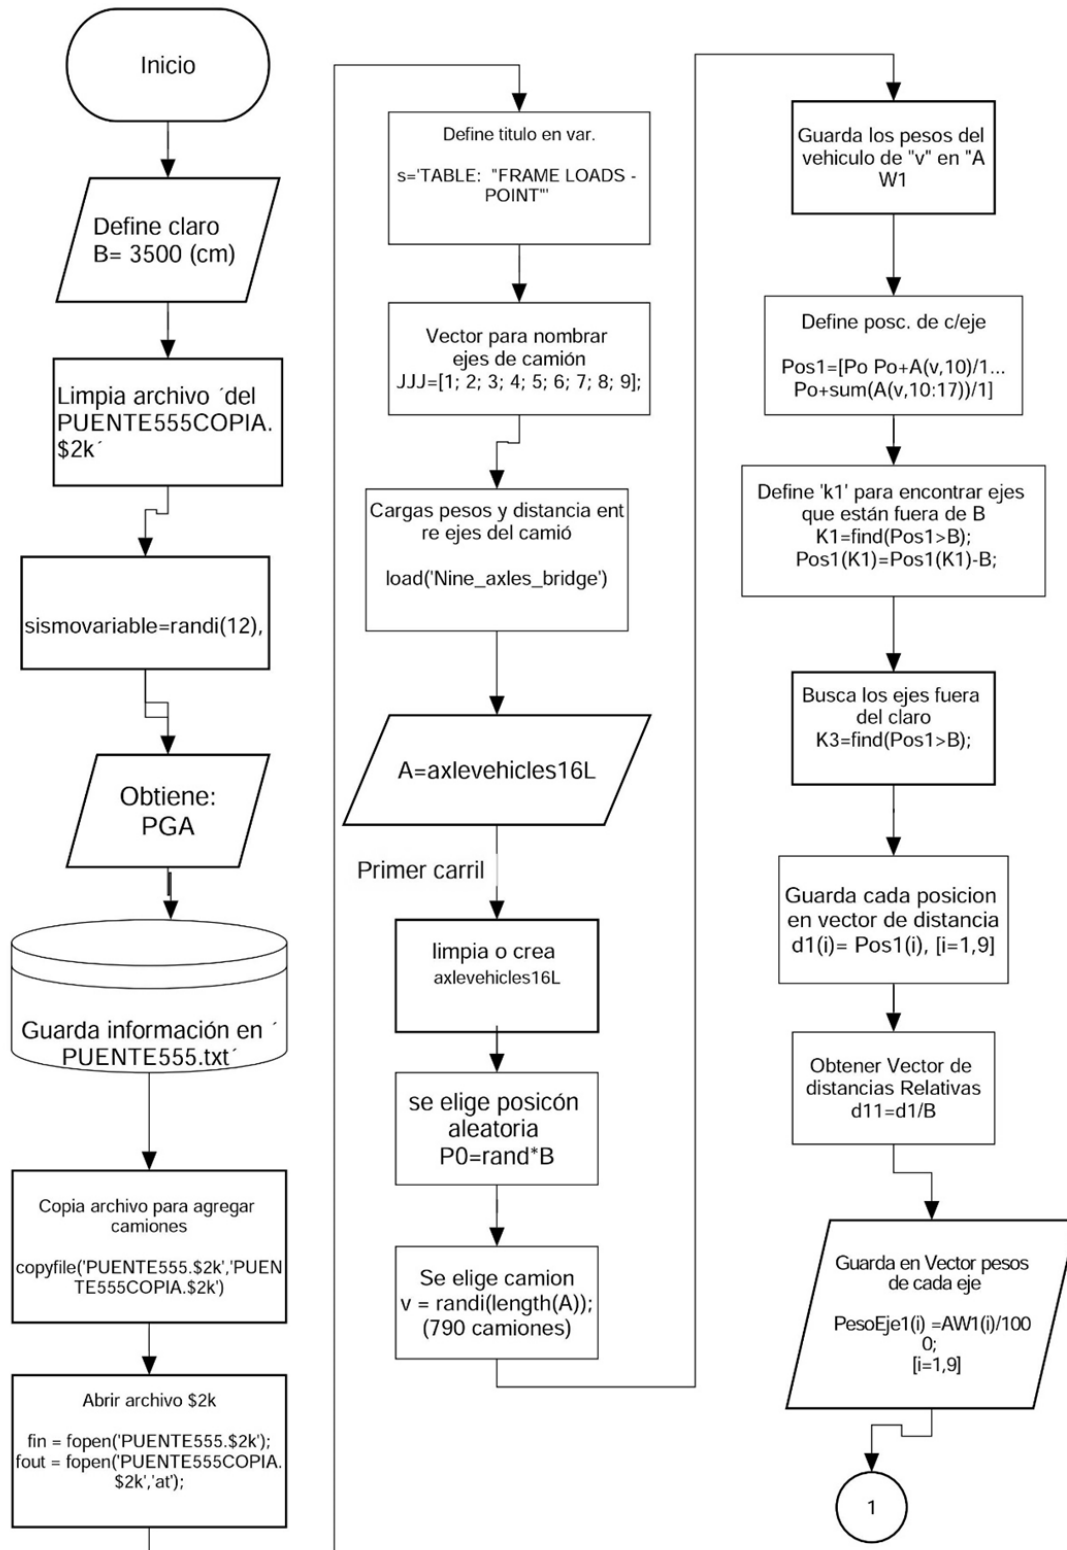 Inicio
Define claro
B= 3500 (cm)
Limpia archivo ´del
PUENTE555COPIA.
$2k´
sismovariable=randi(12),
Obtiene:
PGA
Guarda información en ´
PUENTE555.txt´
Copia archivo para agregar
camiones
copyfile('PUENTE555.$2k','PUEN
TE555COPIA.$2k')
Abrir archivo $2k
fin = fopen('PUENTE555.$2k');
fout = fopen('PUENTE555COPIA.
$2k','at');
Define titulo en var.
s='TABLE:  "FRAME LOADS -
POINT"'
Vector para nombrar
ejes de camión
JJJ=[1; 2; 3; 4; 5; 6; 7; 8; 9];
Cargas pesos y distancia ent
re ejes del camió
load('Nine_axles_bridge')
A=axlevehicles16L
Primer carril
limpia o crea
axlevehicles16L
se elige posicón
aleatoria
P0=rand*B
Se elige camion
v = randi(length(A));
(790 camiones)
Guarda los pesos del
vehiculo de "v" en "A
W1
Define posc. de c/eje
Pos1=[Po Po+A(v,10)/1...
Po+sum(A(v,10:17))/1]
Define 'k1' para encontrar ejes
que están fuera de B
K1=find(Pos1>B);
Pos1(K1)=Pos1(K1)-B;
Busca los ejes fuera
del claro
K3=find(Pos1>B);
Guarda cada posicion
en vector de distancia
d1(i)= Pos1(i), [i=1,9]
Obtener Vector de
distancias Relativas
d11=d1/B
Guarda en Vector pesos
de cada eje
PesoEje1(i) =AW1(i)/100
0;
[i=1,9]
1